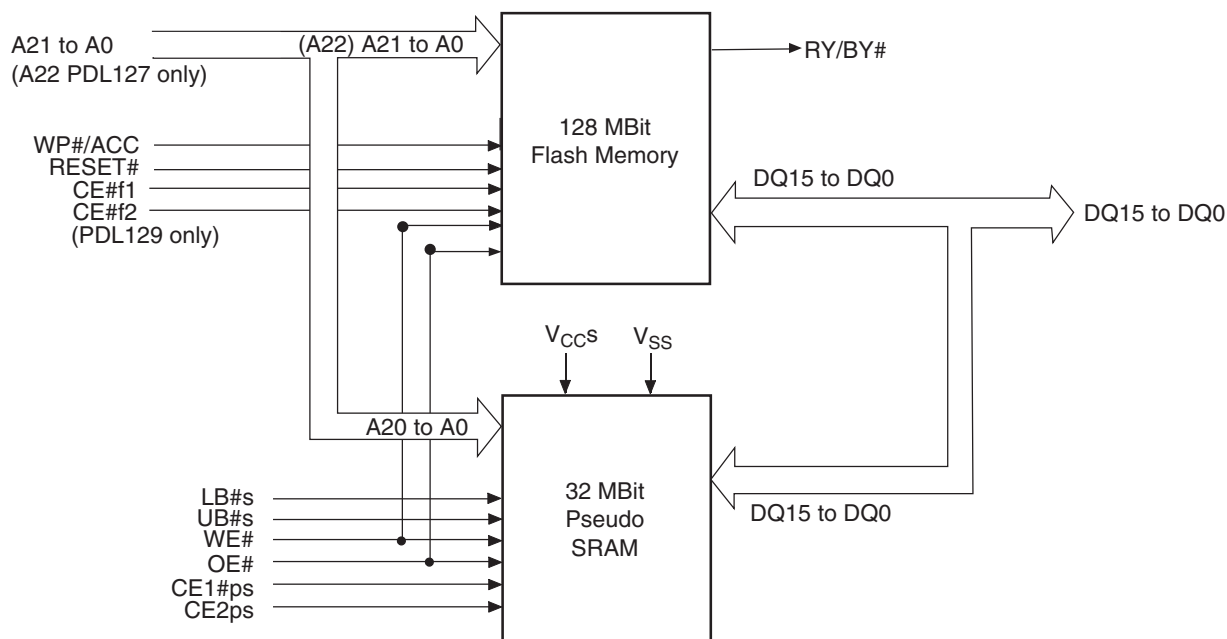 A21 to A0
(A22 PDL127 only)
(A22) A21 to A0
RY/BY#
WP#/ACC
RESET#
CE#f1
CE#f2
(PDL129 only)
128 MBit
Flash Memory
DQ15 to DQ0
DQ15 to DQ0
VCCs
VSS
A20 to A0
LB#s
UB#s
WE#
OE#
CE1#ps
CE2ps
32 MBit
Pseudo
SRAM
DQ15 to DQ0